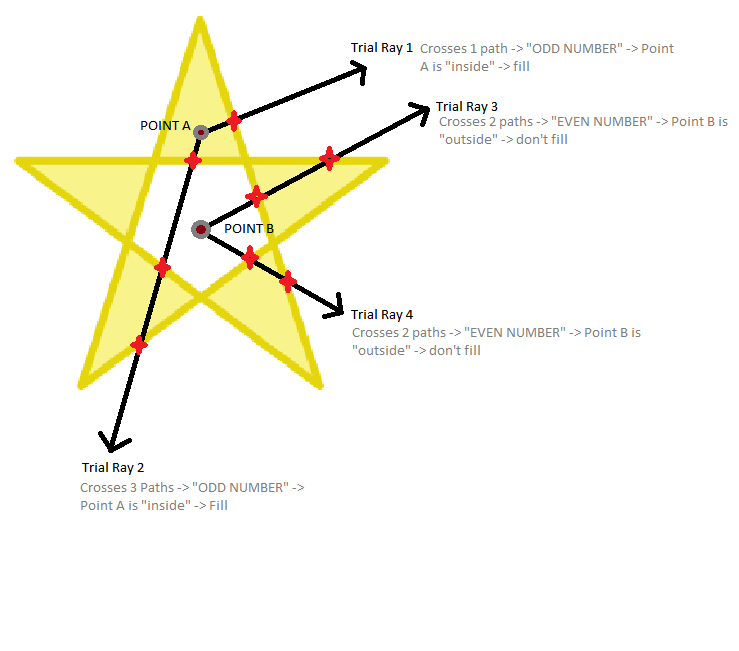 Trial Ray 1 Crosses 1 path -> "ODD NUMBER" -> Point
A is "inside" -> fill
Trial Ray 3
Crosses 2 paths -> "EVEN NUMBER" -> Point B is
"outside" -> don't fill
POINT A
POINT B
Trial Ray 4
Crosses 2 paths -> "EVEN NUMBER" -> Point B is
"outside" -> don't fill
Trial Ray 2
Crosses 3 Paths -> "ODD NUMBER" ->
Point A is "inside" -> Fill